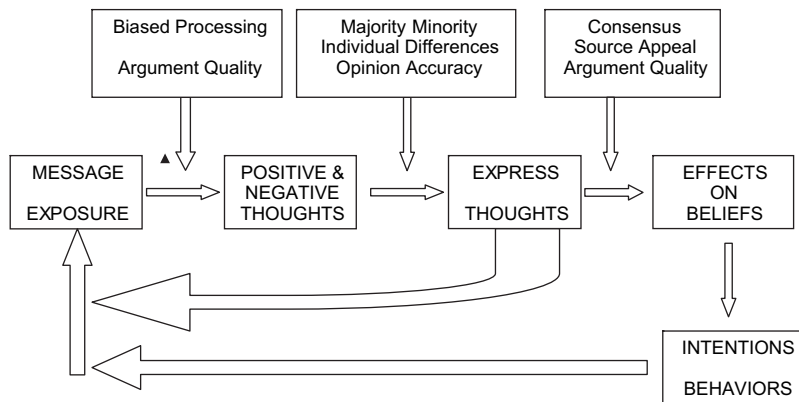 Biased Processing
Argument Quality
Majority Minority
Individual Differences
Opinion Accuracy
Consensus
Source Appeal
Argument Quality
MESSAGE
EXPOSURE
POSITIVE &
NEGATIVE
THOUGHTS
EXPRESS
THOUGHTS
EFFECTS
ON
BELIEFS
INTENTIONS
BEHAVIORS